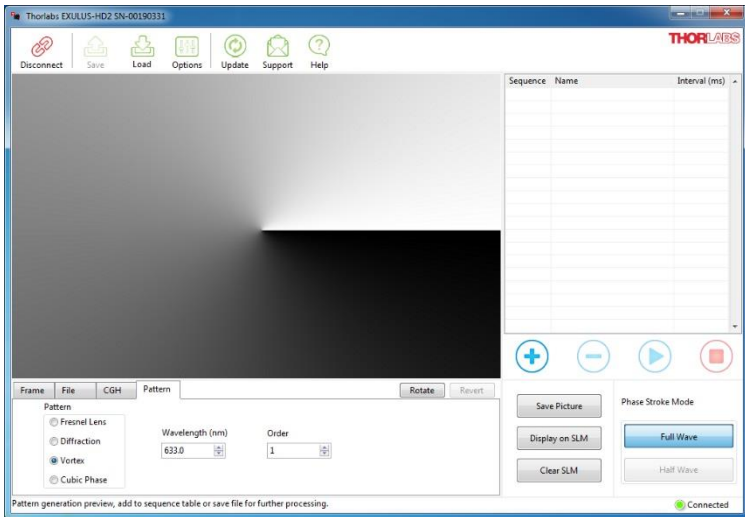 Thorlabs EXULUS-HD2 SN-00190331
THORLABS
Disconnect Save Load Options Update Support Help
Sequence Name Interval (ms)
Frame File CGH Pattern Rotate Revert
Pattern
Fresnel Lens
Diffraction
Vortex
Cubic Phase
Wavelength (nm)
633.0
Order
1
Save Picture
Display on SLM
Clear SLM
Phase Stroke Mode
Full Wave
Half Wave
Pattern generation preview, add to sequence table or save file for further processing.
Connected